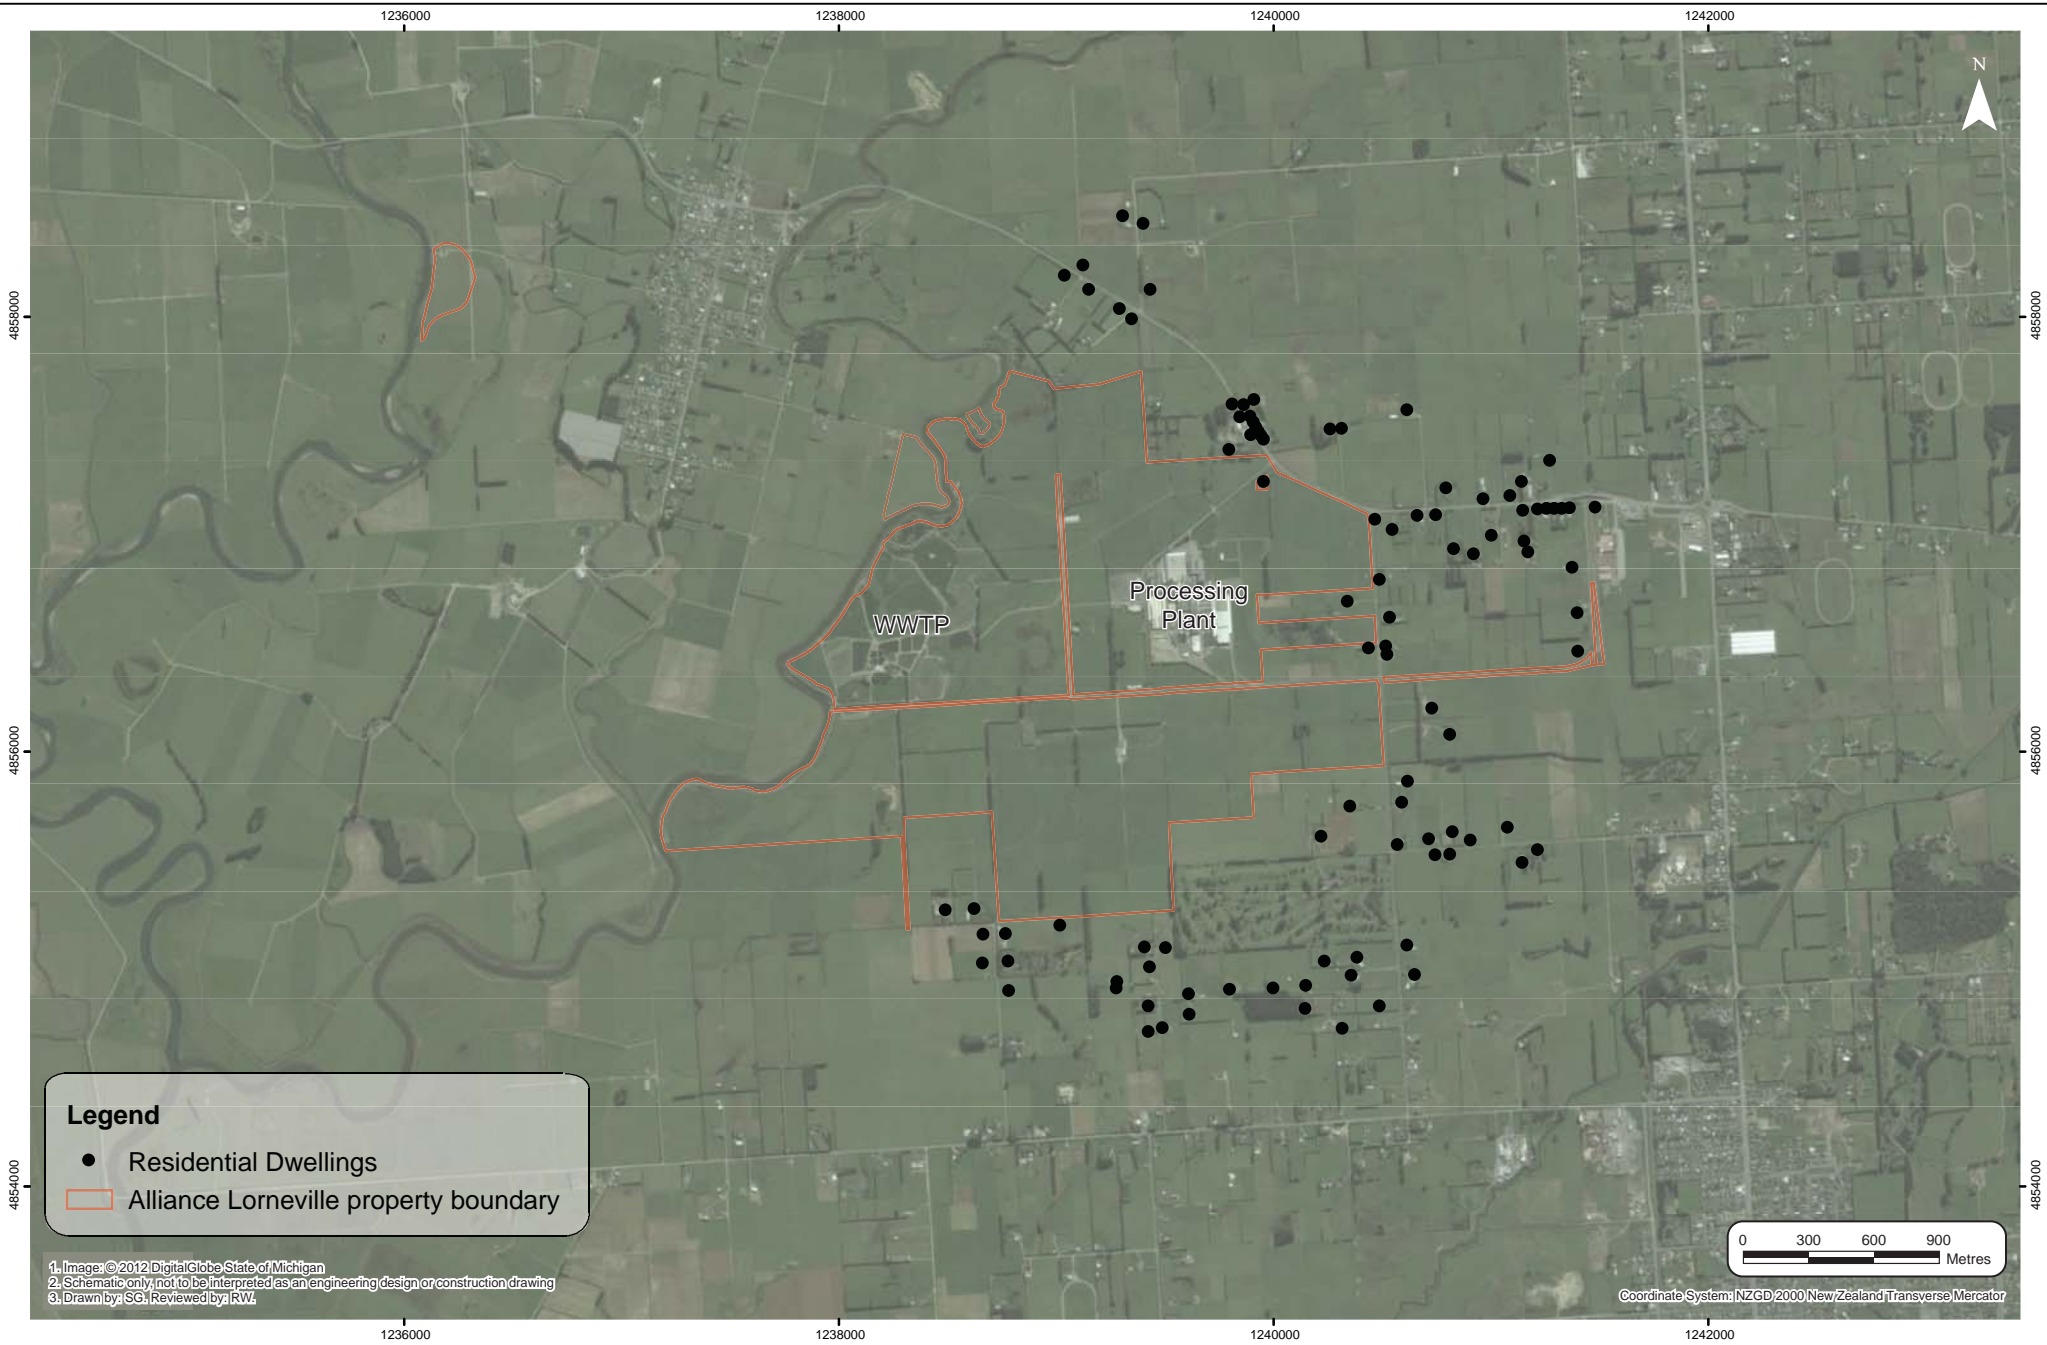 1236000
1238000
1240000
1242000
N
4858000
4858000
Processing
Plant
WWTP
4856000
4856000
Legend
Residential Dwellings
Alliance Lorneville property boundary
4854000
4854000
0 300 600 900
Metres
1. Image: © 2012 DigitalGlobe State of Michigan
2. Schematic only, not to be interpreted as an engineering design or construction drawing
3. Drawn by: SG. Reviewed by: RW.
Coordinate System: NZGD 2000 New Zealand Transverse Mercator
1236000
1238000
1240000
1242000